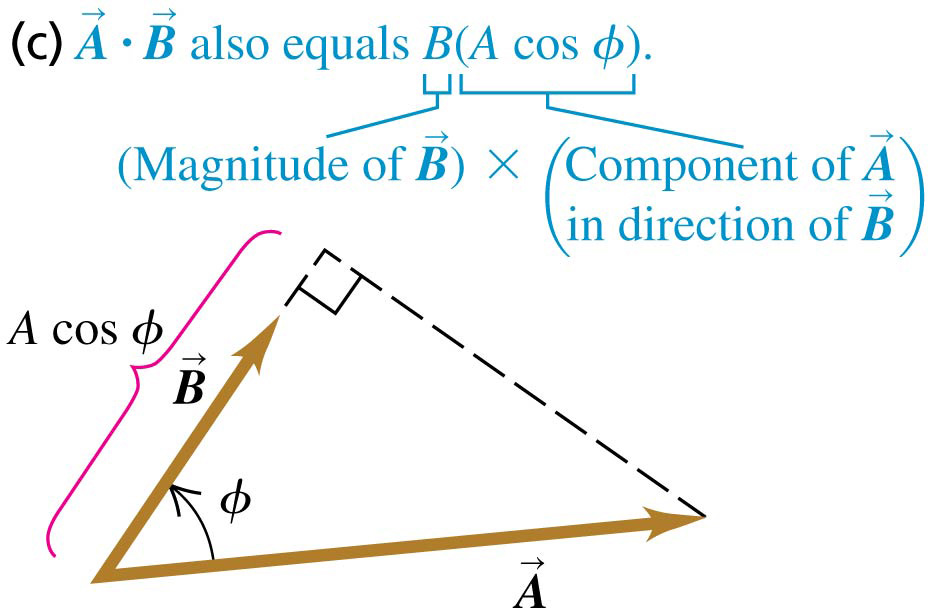 (c) A⃗ · B⃗ also equals B(A cos ϕ).
(Magnitude of B⃗) × (Component of A⃗
in direction of B⃗)
A cos ϕ
B⃗
ϕ
A⃗